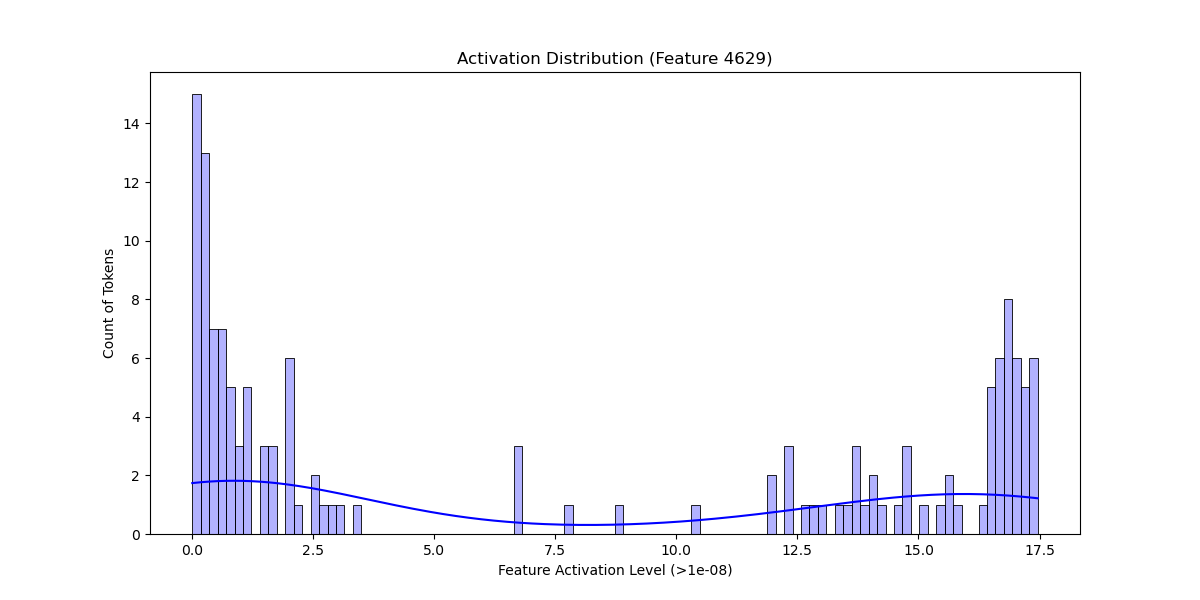 Activation Distribution (Feature 4629)
Count of Tokens
14
12
10
8
6
4
2
0
0.0 2.5 5.0 7.5 10.0 12.5 15.0 17.5
Feature Activation Level (>1e-08)